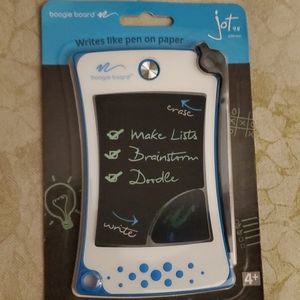 boogie board
jot 4.5
Writes like pen on paper
boogie board
erase
Make Lists
Brainstorm
Doodle
write
4+